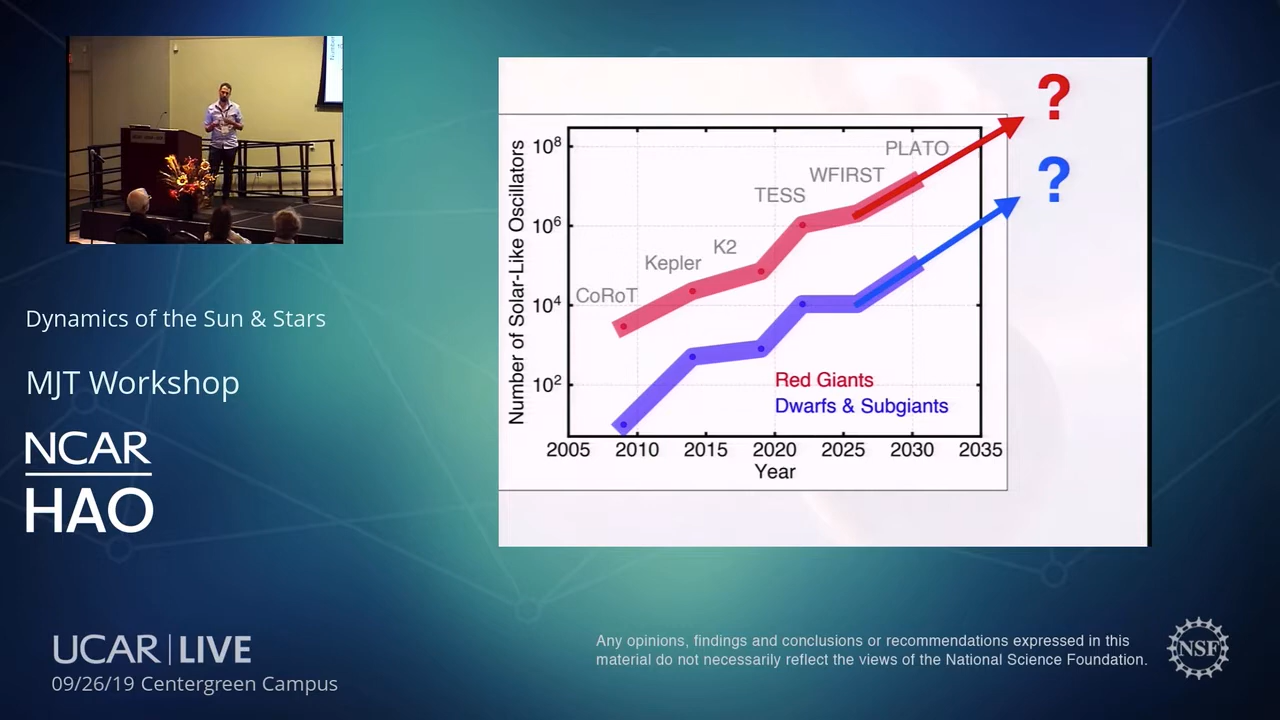 Dynamics of the Sun & Stars
MJT Workshop
NCAR
HAO
UCAR | LIVE
09/26/19 Centergreen Campus
Number of Solar-Like Oscillators
10⁸
10⁶
10⁴
10²
CoRoT
Kepler
K2
TESS
WFIRST
PLATO
?
?
Red Giants
Dwarfs & Subgiants
2005 2010 2015 2020 2025 2030 2035
Year
Any opinions, findings and conclusions or recommendations expressed in this
material do not necessarily reflect the views of the National Science Foundation.
NSF